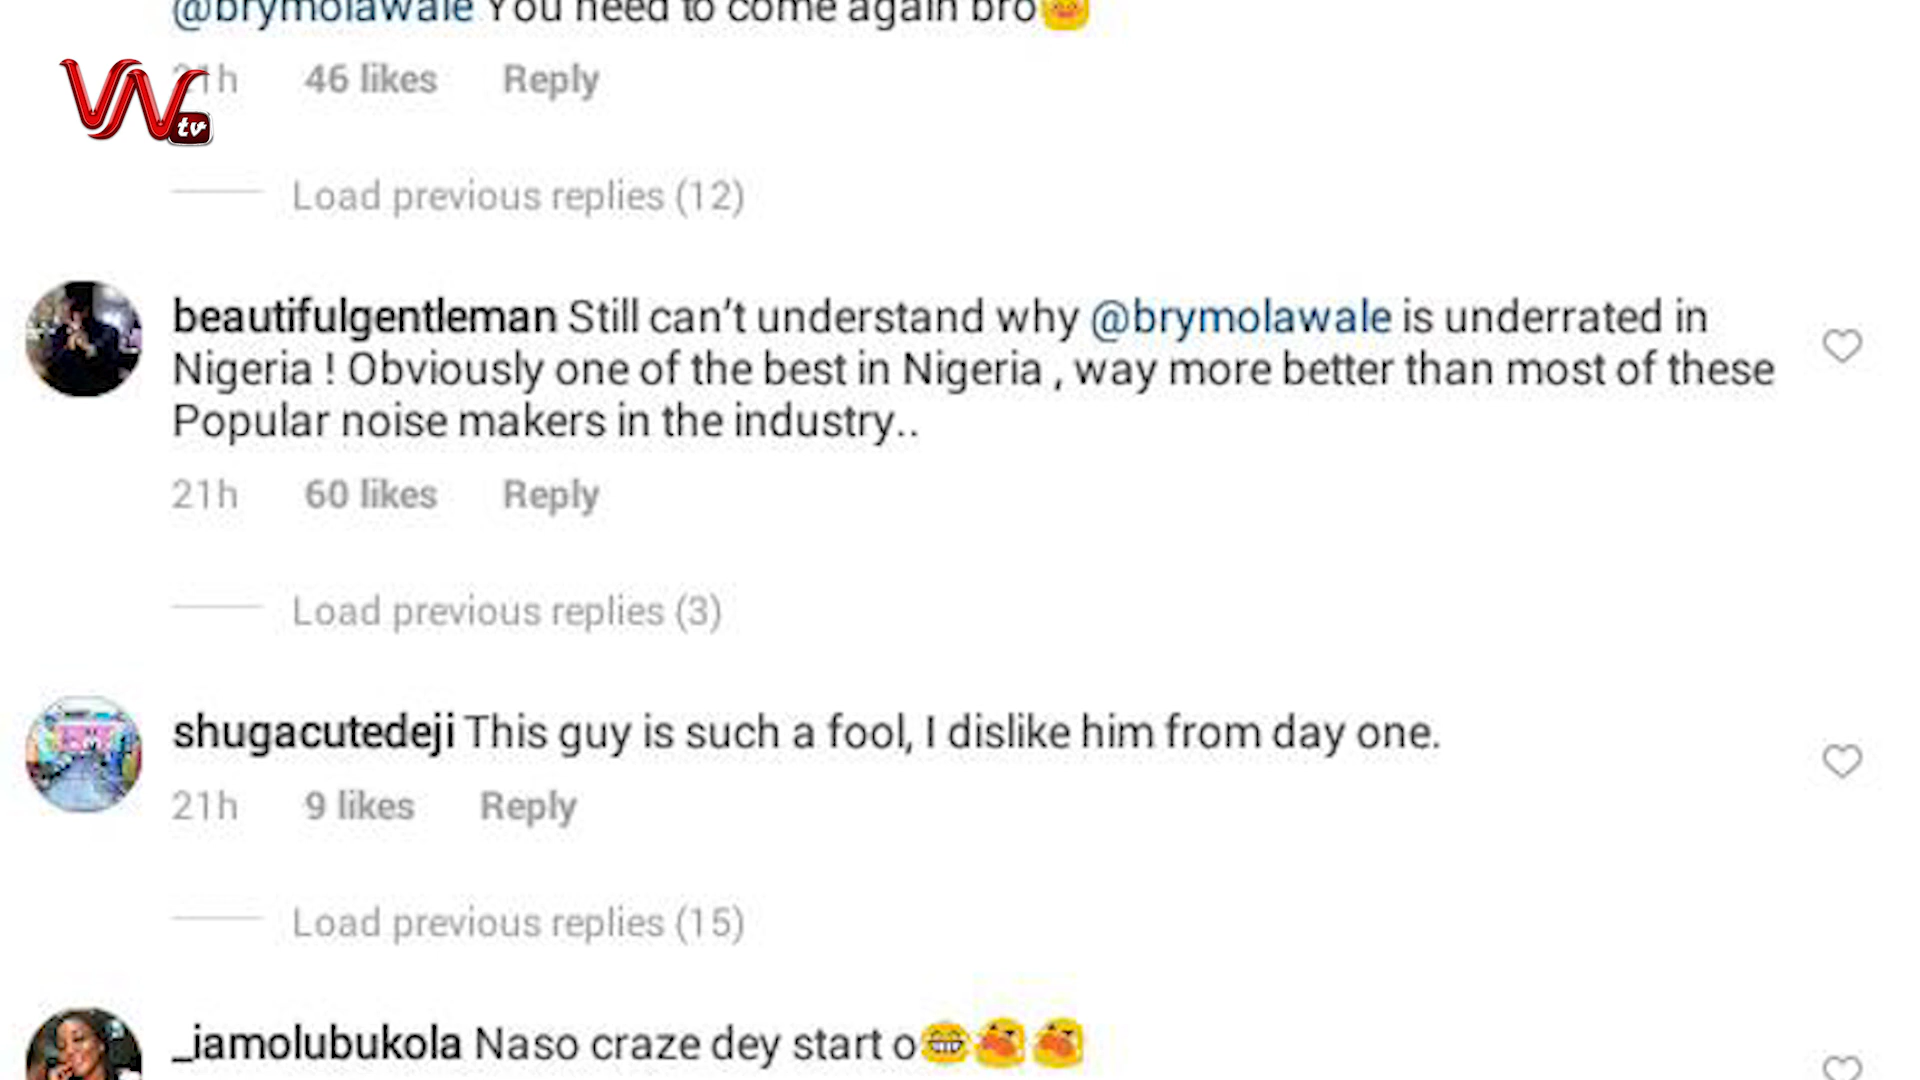 @brymolawale You need to come again bro
21h 46 likes Reply
VVV tv
Load previous replies (12)
beautifulgentleman Still can't understand why @brymolawale is underrated in
Nigeria ! Obviously one of the best in Nigeria , way more better than most of these
Popular noise makers in the industry..
21h 60 likes Reply
Load previous replies (3)
shugacutedeji This guy is such a fool, I dislike him from day one.
21h 9 likes Reply
Load previous replies (15)
_iamolubukola Naso craze dey start o😁